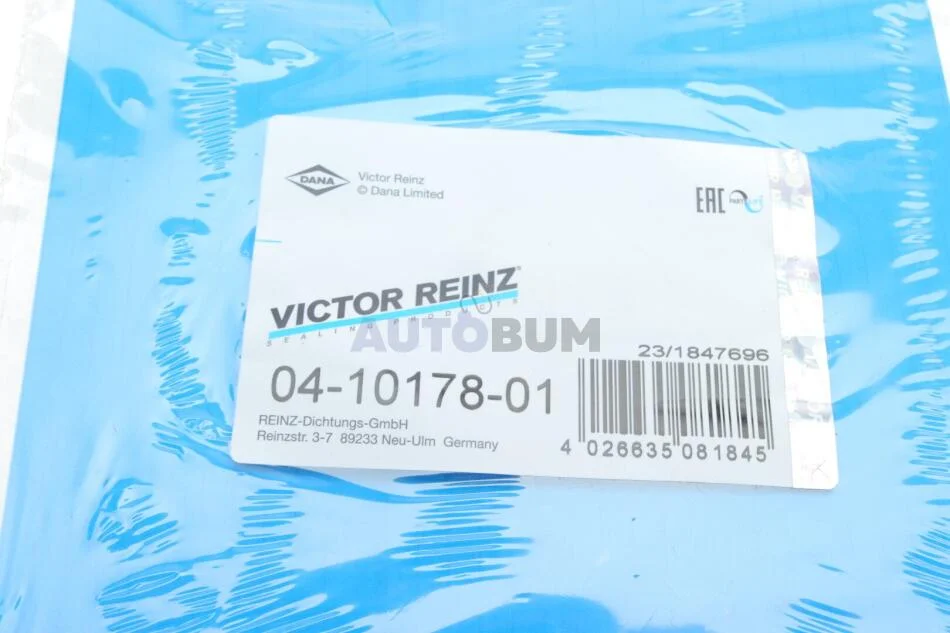 DANA
Victor Reinz
© Dana Limited
EAC
VICTOR REINZ®
SEALING PRODUCTS
AUTOBUM
04-10178-01
23/1847696
REINZ-Dichtungs-GmbH
Reinzstr. 3-7 89233 Neu-Ulm Germany
4 026635 081845